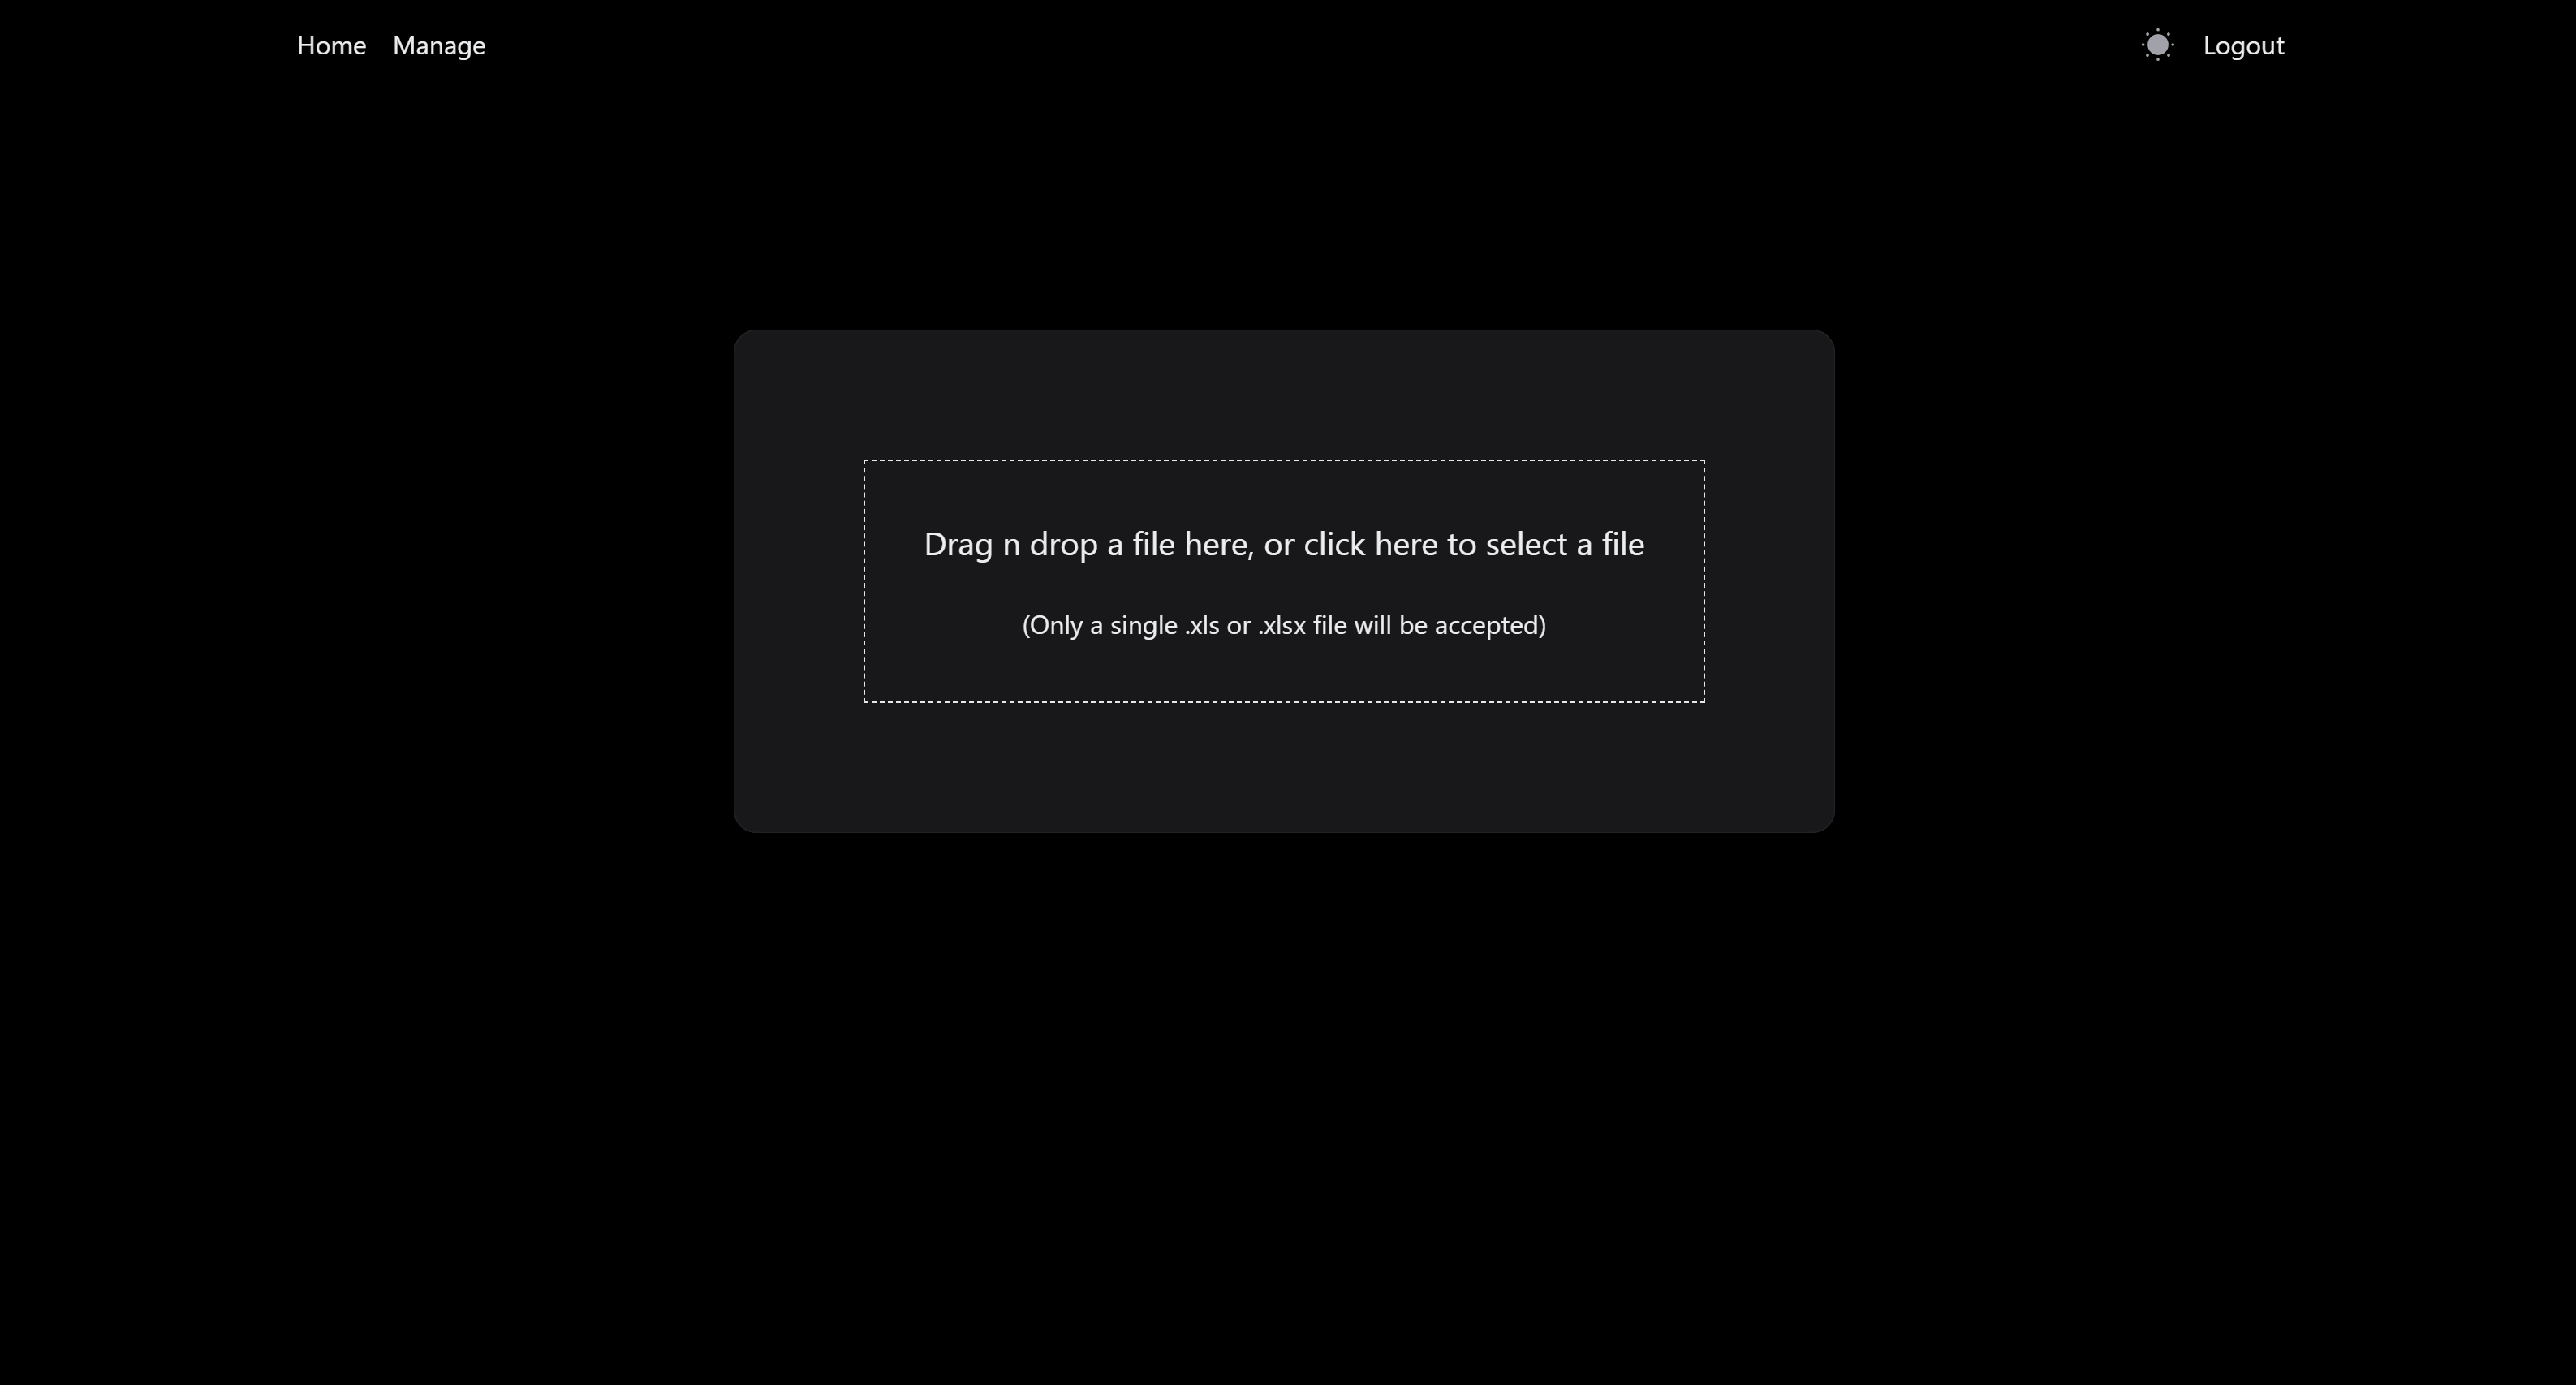 Home Manage Logout
Drag n drop a file here, or click here to select a file
(Only a single .xls or .xlsx file will be accepted)